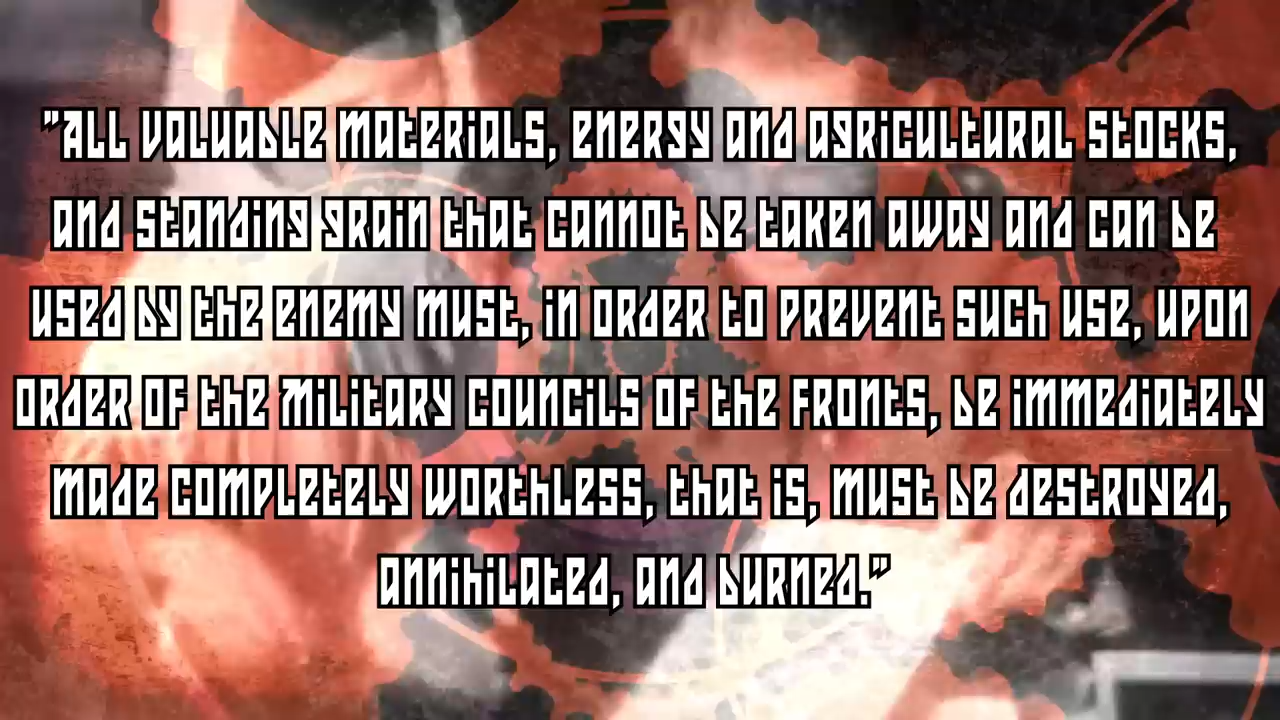 "All valuable materials, energy and agricultural stocks,
and standing grain that cannot be taken away and can be
used by the enemy must, in order to prevent such use, upon
order of the Military Councils of the Fronts, be immediately
made completely worthless, that is, must be destroyed,
annihilated, and burned."